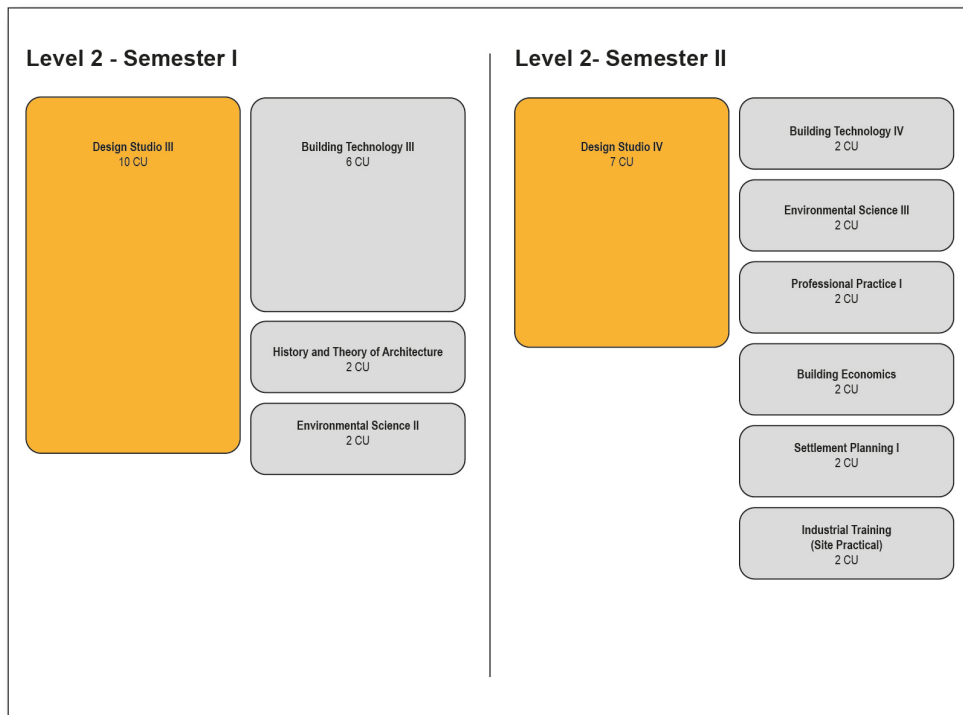 Level 2 - Semester I
Design Studio III
10 CU
Building Technology III
6 CU
History and Theory of Architecture
2 CU
Environmental Science II
2 CU
Level 2- Semester II
Design Studio IV
7 CU
Building Technology IV
2 CU
Environmental Science III
2 CU
Professional Practice I
2 CU
Building Economics
2 CU
Settlement Planning I
2 CU
Industrial Training
(Site Practical)
2 CU